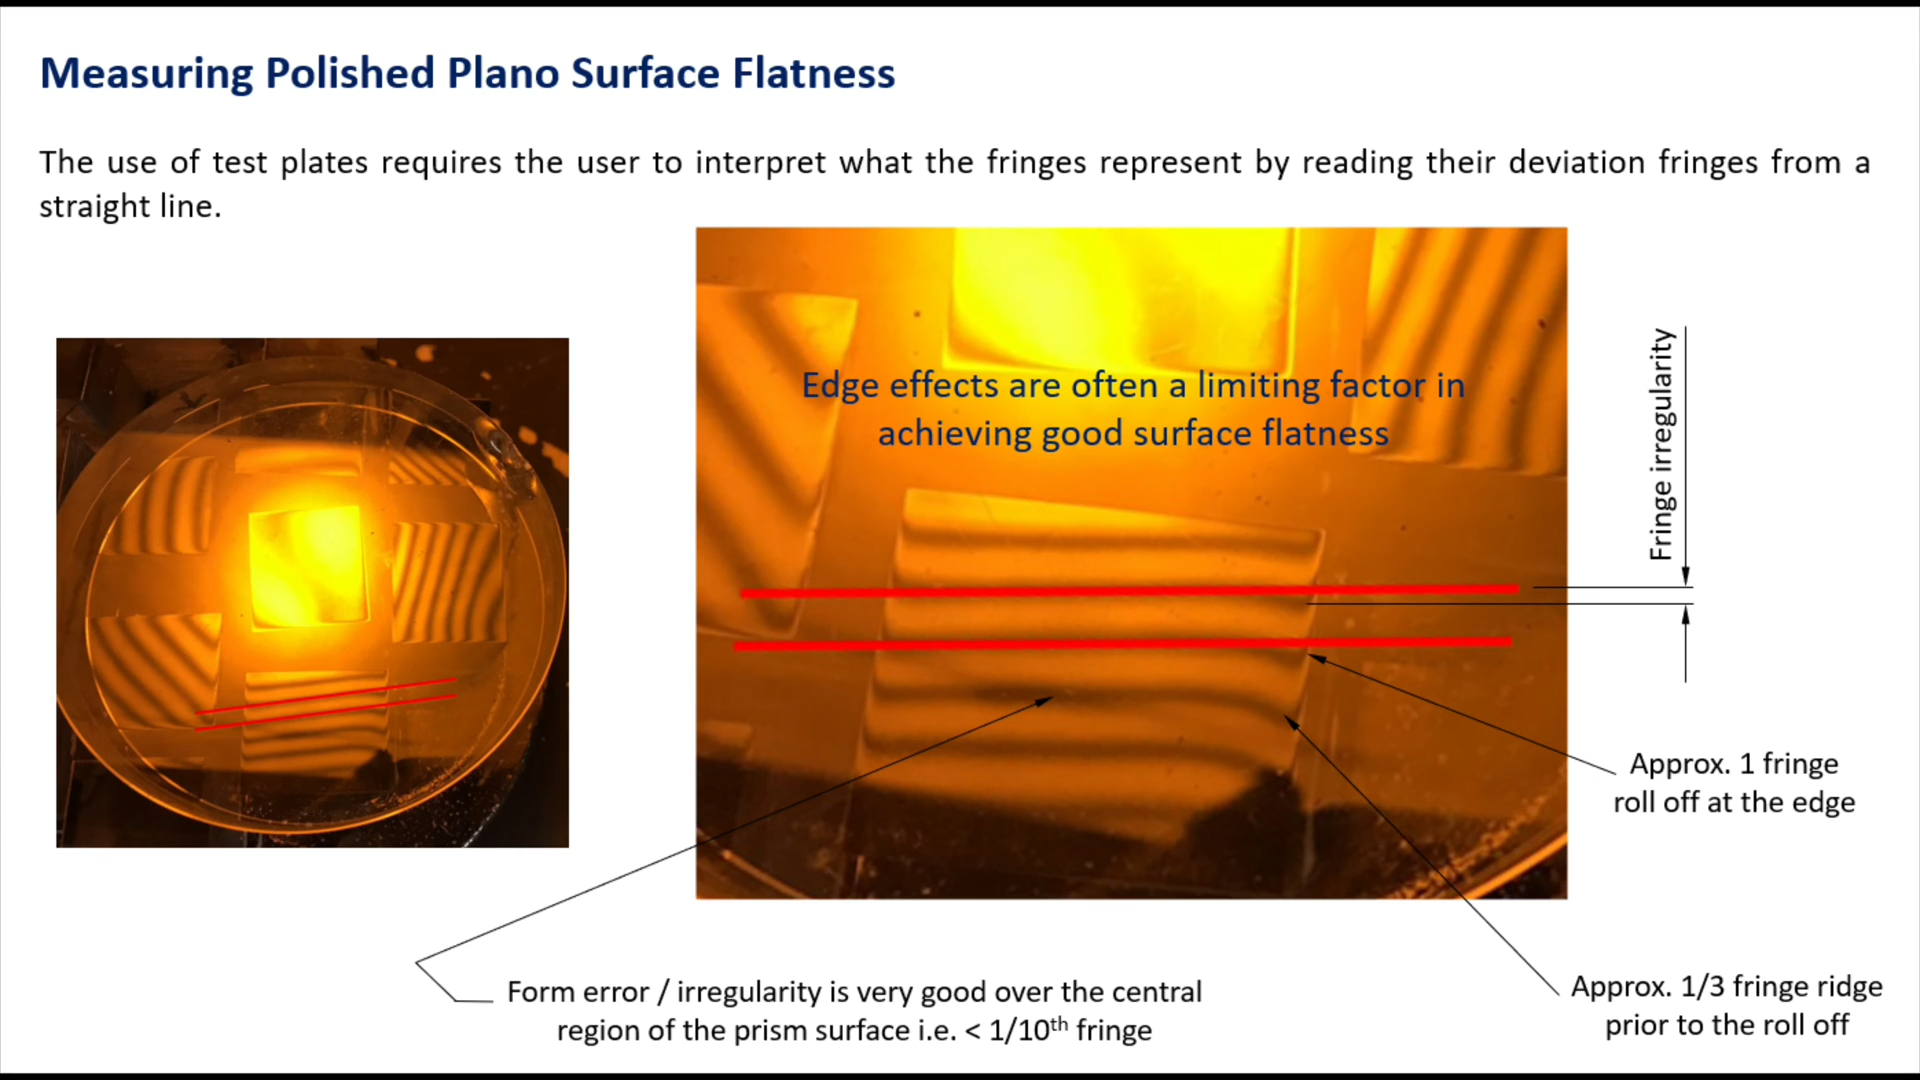 Measuring Polished Plano Surface Flatness
The use of test plates requires the user to interpret what the fringes represent by reading their deviation fringes from a
straight line.
Edge effects are often a limiting factor in
achieving good surface flatness
Fringe irregularity
Approx. 1 fringe
roll off at the edge
Form error / irregularity is very good over the central
region of the prism surface i.e. < 1/10th fringe
Approx. 1/3 fringe ridge
prior to the roll off